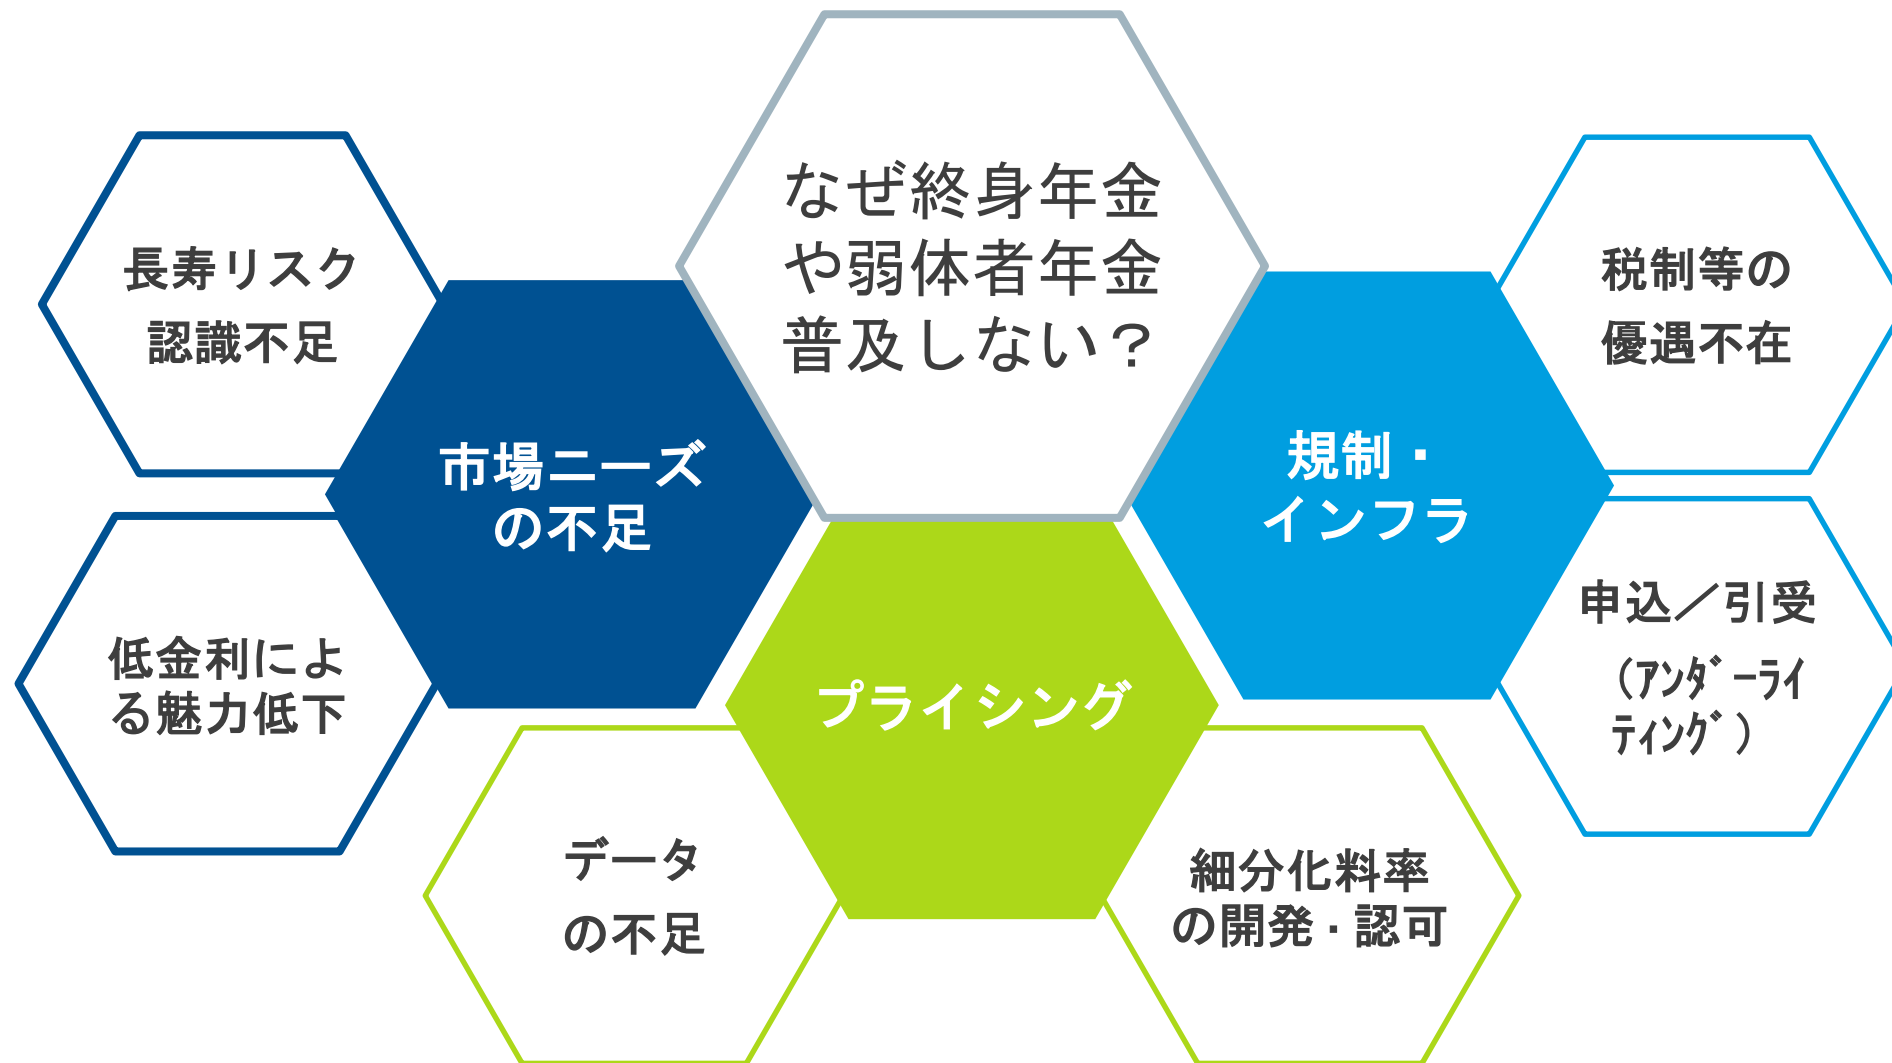 なぜ終身年金
や弱体者年金
普及しない？
長寿リスク
認識不足
市場ニーズ
の不足
低金利によ
る魅力低下
プライシング
データ
の不足
細分化料率
の開発・認可
規制・
インフラ
税制等の
優遇不在
申込／引受
（ｱﾝﾀﾞｰﾗｲ
ﾃｨﾝｸﾞ）